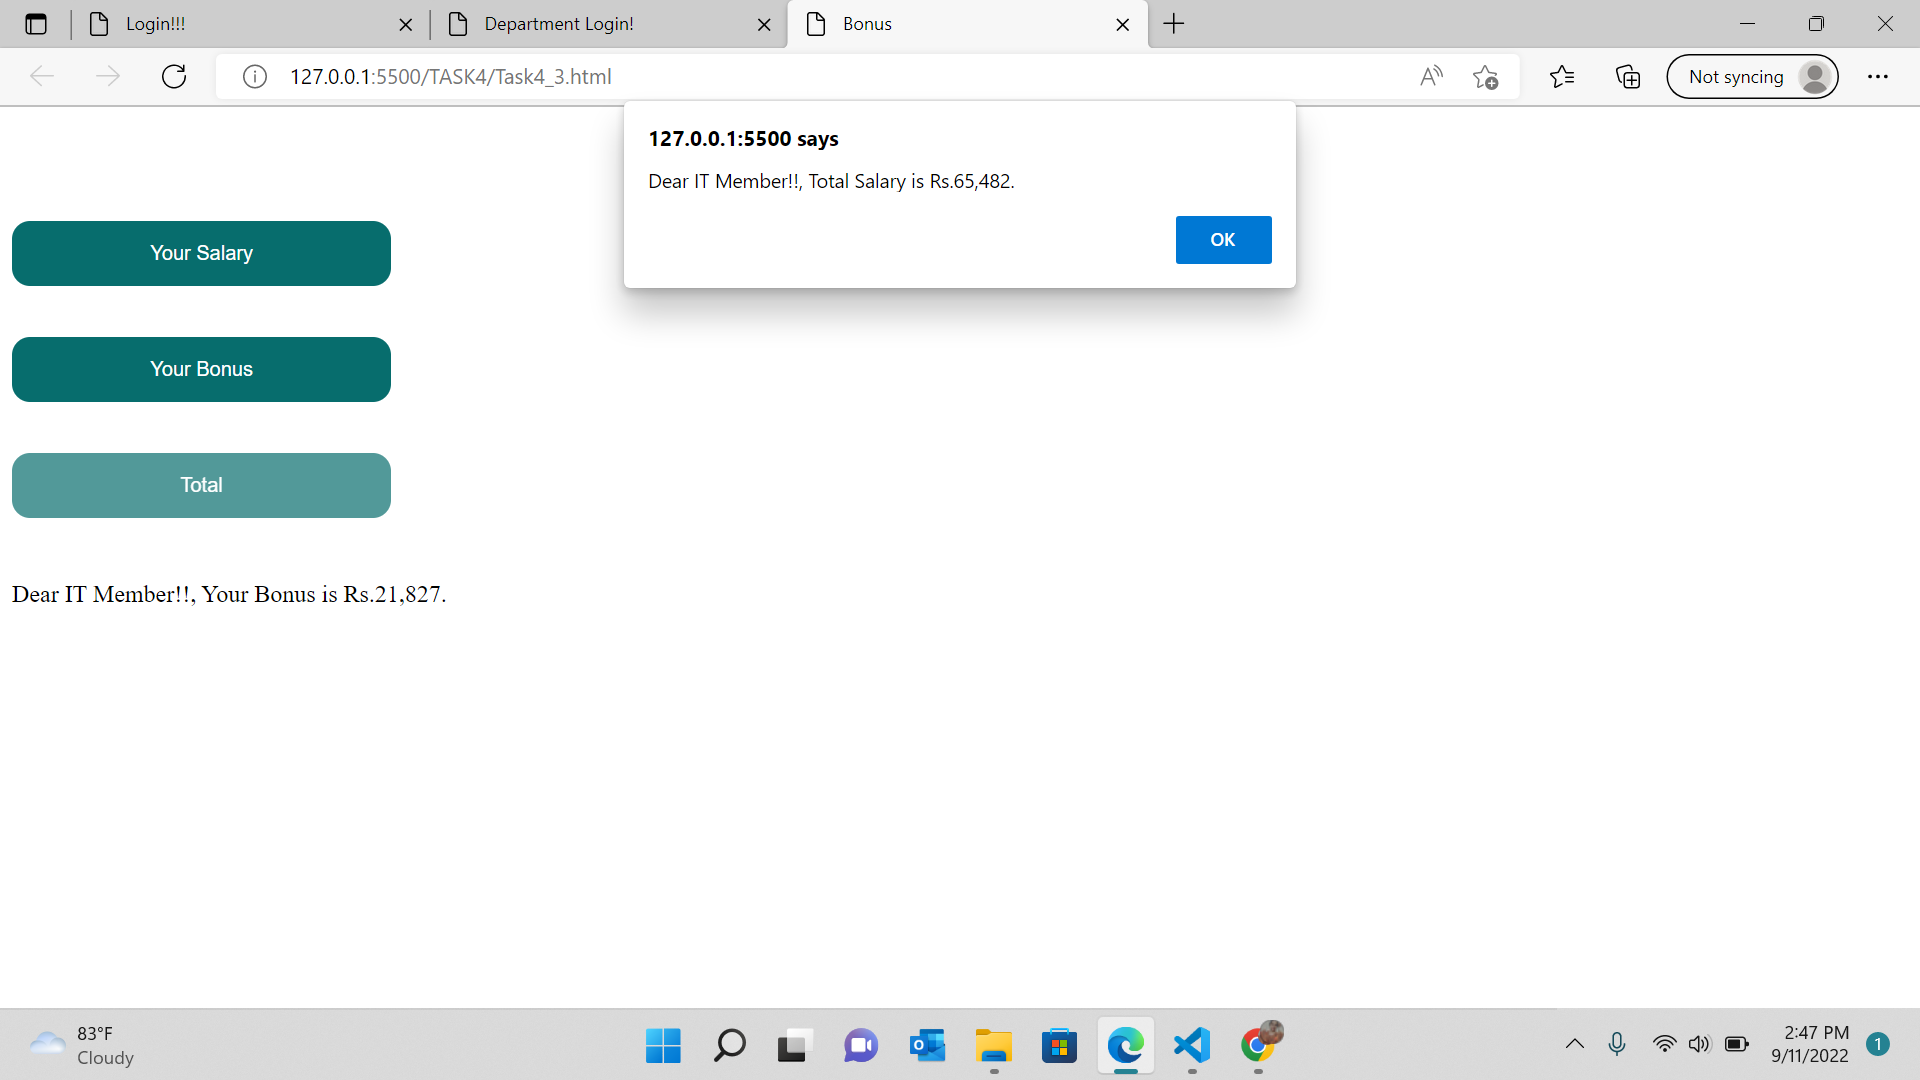 Login!!!
Department Login!
Bonus
127.0.0.1:5500/TASK4/Task4_3.html
Not syncing
127.0.0.1:5500 says
Dear IT Member!!, Total Salary is Rs.65,482.
OK
Your Salary
Your Bonus
Total
Dear IT Member!!, Your Bonus is Rs.21,827.
83°F
Cloudy
2:47 PM
9/11/2022
1